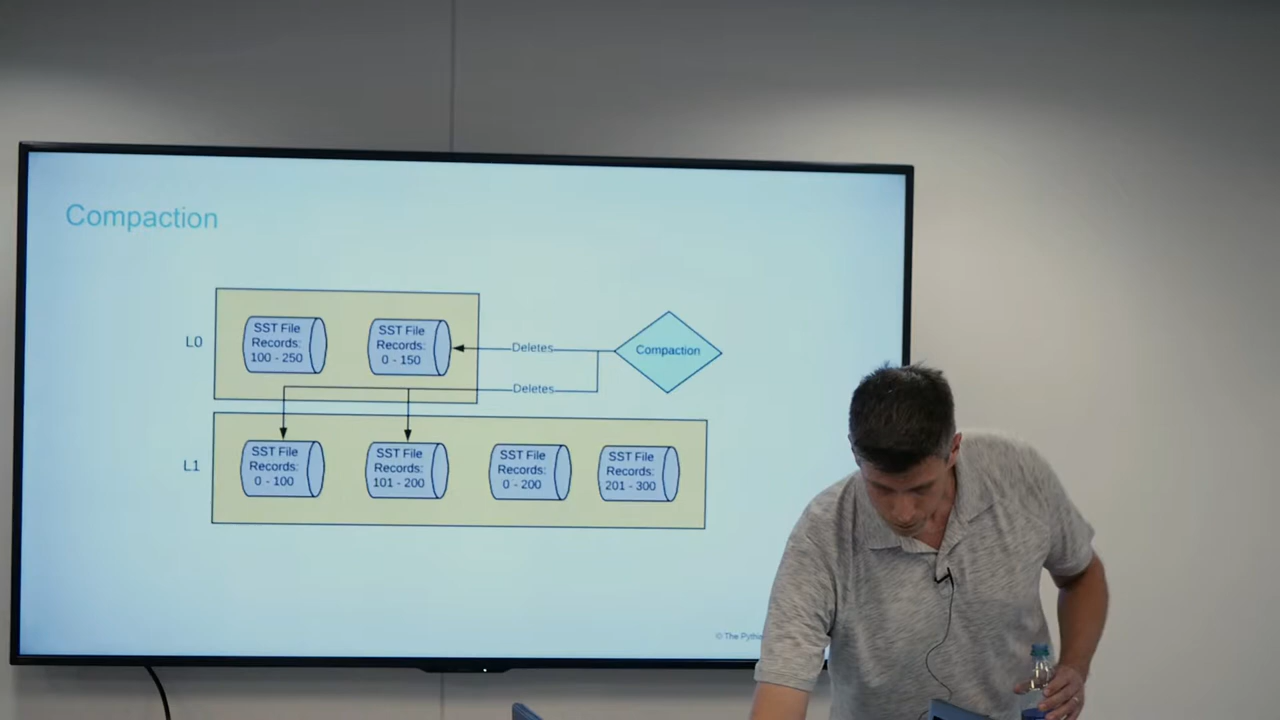 Compaction
L0
SST File
Records:
100 - 250
SST File
Records:
0 - 150
Deletes
Compaction
Deletes
L1
SST File
Records:
0 - 100
SST File
Records:
101 - 200
SST File
Records:
0 - 200
SST File
Records:
201 - 300
© The